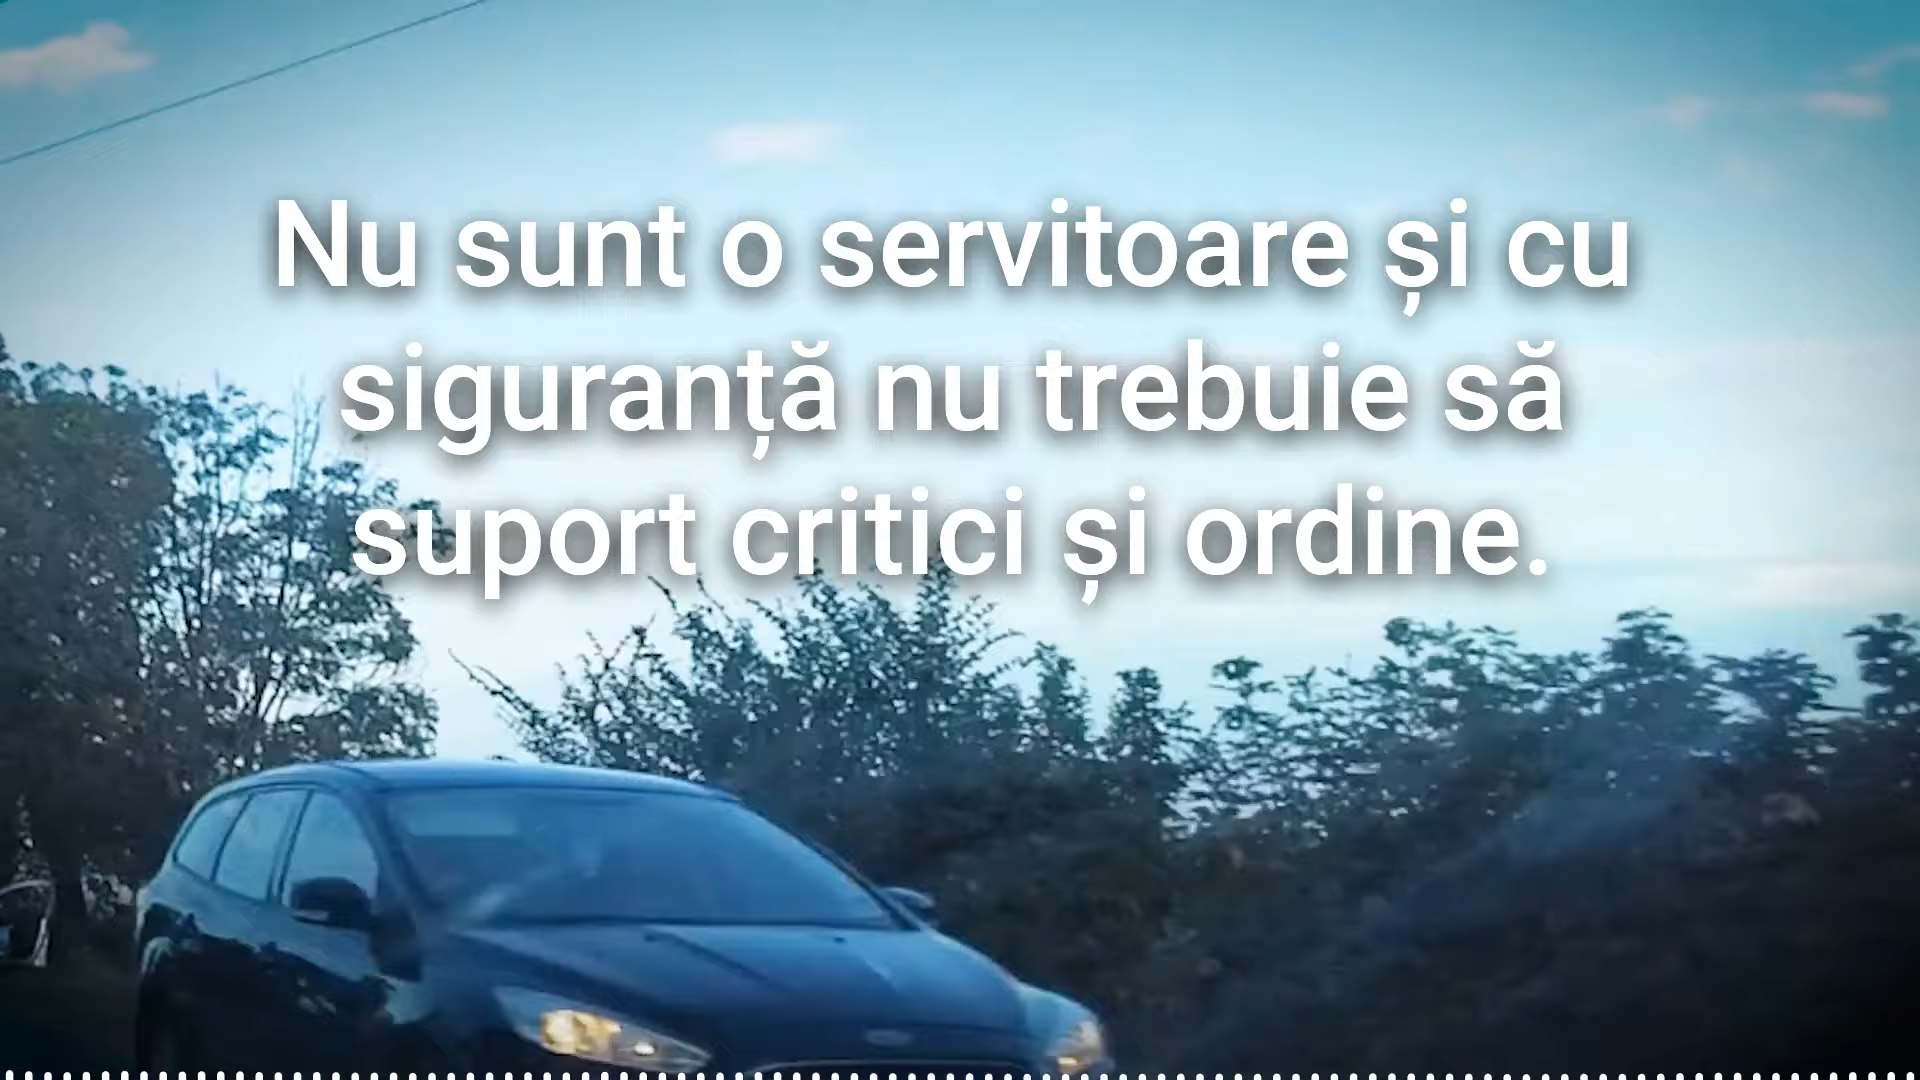 Nu sunt o servitoare și cu
siguranță nu trebuie să
suport critici și ordine.